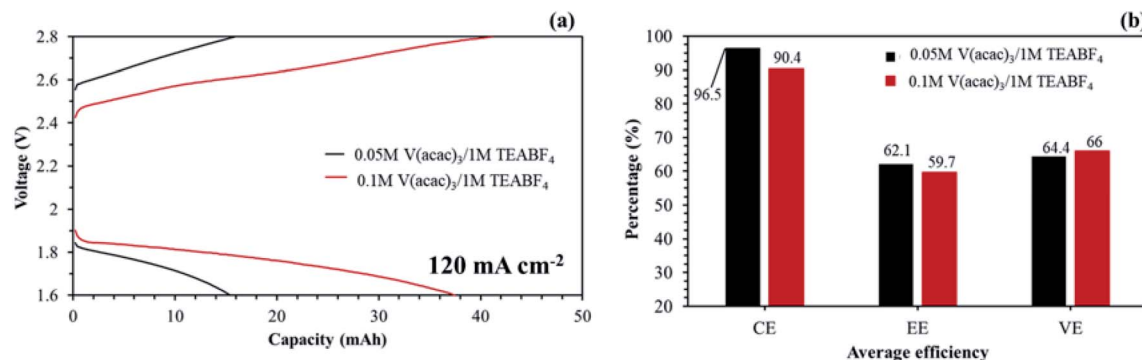 (a)
2.8
2.6
2.4
2.2
2
1.8
1.6
Voltage (V)
0.05M V(acac)₃/1M TEABF₄
0.1M V(acac)₃/1M TEABF₄
120 mA cm⁻²
0
10
20
30
40
50
Capacity (mAh)
(b)
100
90
80
70
60
50
40
30
20
Percentage (%)
0.05M V(acac)₃/1M TEABF₄
0.1M V(acac)₃/1M TEABF₄
96.5
90.4
62.1
59.7
64.4
66
CE
EE
VE
Average efficiency